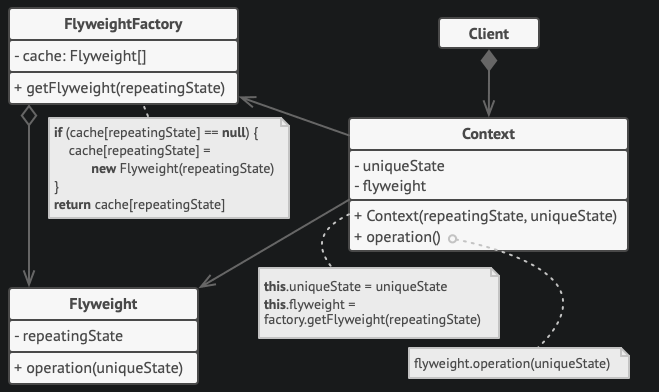 FlyweightFactory
- cache: Flyweight[]
+ getFlyweight(repeatingState)
if (cache[repeatingState] == null) {
cache[repeatingState] =
new Flyweight(repeatingState)
}
return cache[repeatingState]
Client
Context
- uniqueState
- flyweight
+ Context(repeatingState, uniqueState)
+ operation()
this.uniqueState = uniqueState
this.flyweight =
factory.getFlyweight(repeatingState)
flyweight.operation(uniqueState)
Flyweight
- repeatingState
+ operation(uniqueState)